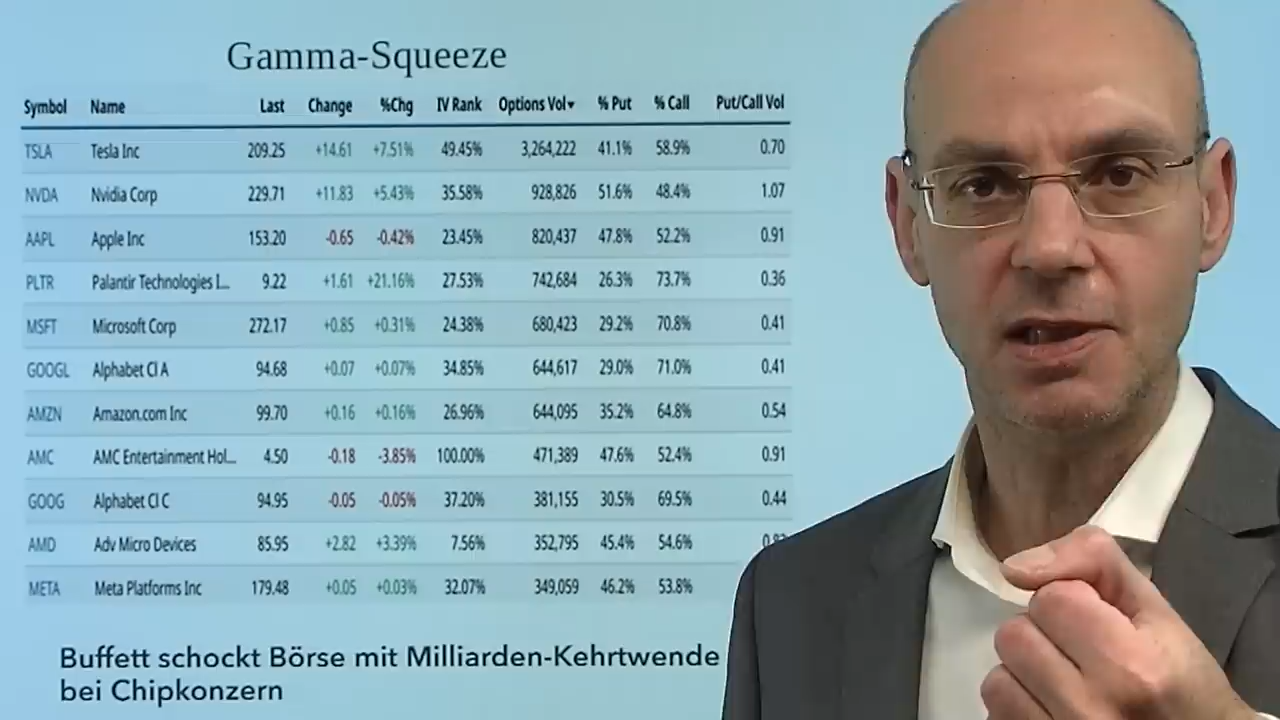 Gamma-Squeeze
Symbol Name Last Change %Chg IV Rank Options Vol▾ % Put % Call Put/Call Vol
TSLA Tesla Inc 209.25 +14.61 +7.51% 49.45% 3,264,222 41.1% 58.9% 0.70
NVDA Nvidia Corp 229.71 +11.83 +5.43% 35.58% 928,826 51.6% 48.4% 1.07
AAPL Apple Inc 153.20 -0.65 -0.42% 23.45% 820,437 47.8% 52.2% 0.91
PLTR Palantir Technologies I... 9.22 +1.61 +21.16% 27.53% 742,684 26.3% 73.7% 0.36
MSFT Microsoft Corp 272.17 +0.85 +0.31% 24.38% 680,423 29.2% 70.8% 0.41
GOOGL Alphabet Cl A 94.68 +0.07 +0.07% 34.85% 644,617 29.0% 71.0% 0.41
AMZN Amazon.com Inc 99.70 +0.16 +0.16% 26.96% 644,095 35.2% 64.8% 0.54
AMC AMC Entertainment Hol... 4.50 -0.18 -3.85% 100.00% 471,389 47.6% 52.4% 0.91
GOOG Alphabet Cl C 94.95 -0.05 -0.05% 37.20% 381,155 30.5% 69.5% 0.44
AMD Adv Micro Devices 85.95 +2.82 +3.39% 7.56% 352,795 45.4% 54.6%
META Meta Platforms Inc 179.48 +0.05 +0.03% 32.07% 349,059 46.2% 53.8%
Buffett schockt Börse mit Milliarden-Kehrtwende
bei Chipkonzern